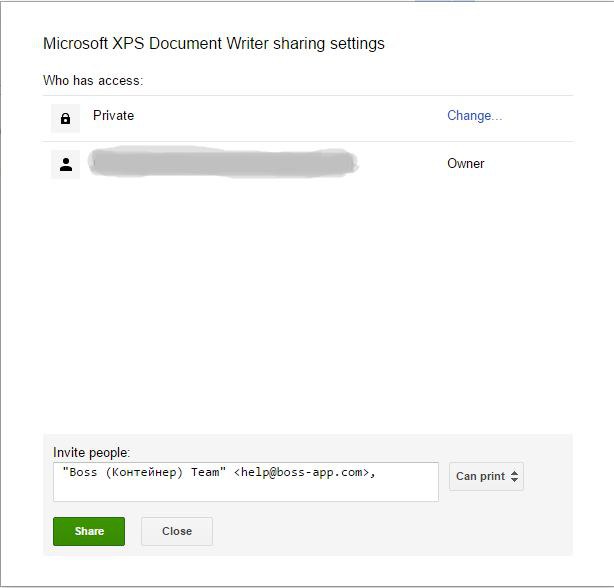 Microsoft XPS Document Writer sharing settings
Who has access:
Private Change...
Owner
Invite people:
"Boss (Контейнер) Team" <help@boss-app.com>,
Can print
Share Close